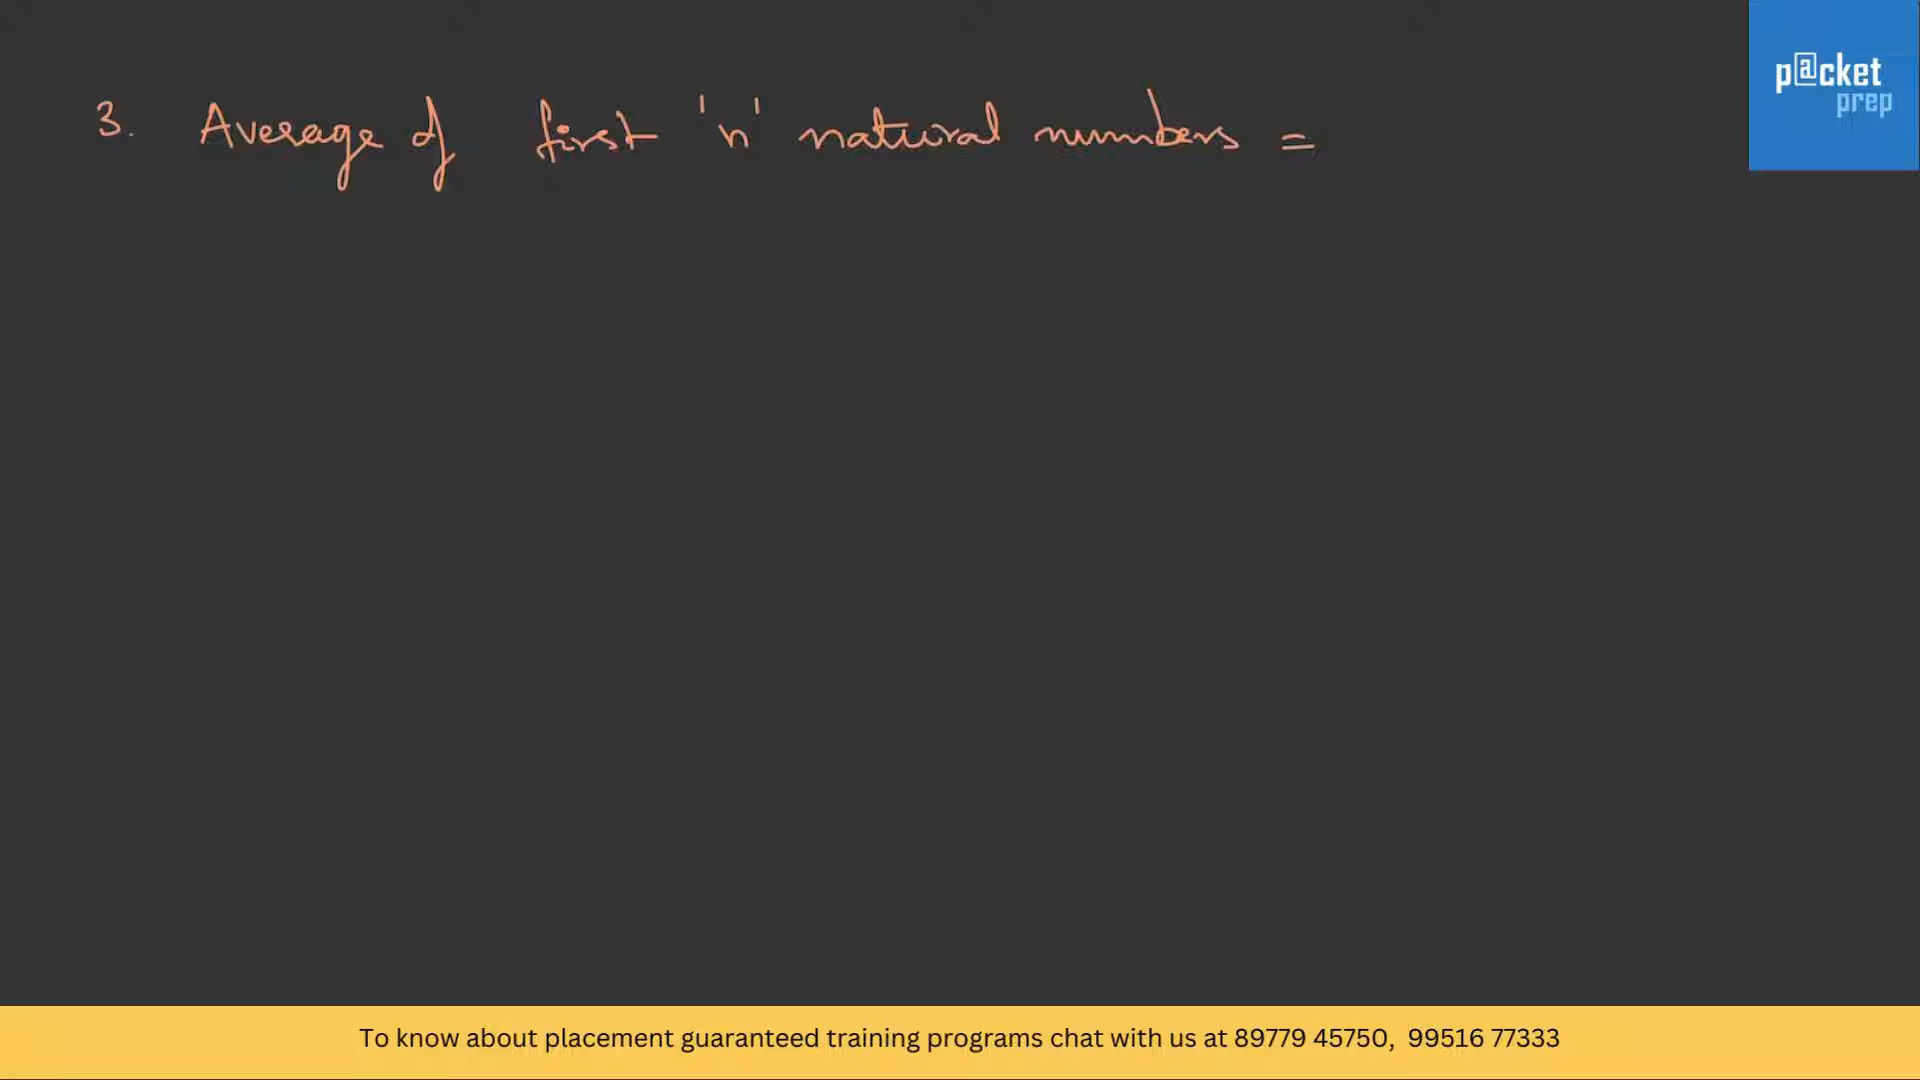 p@cket
prep
3. Average of first 'n' natural numbers =
To know about placement guaranteed training programs chat with us at 89779 45750, 99516 77333